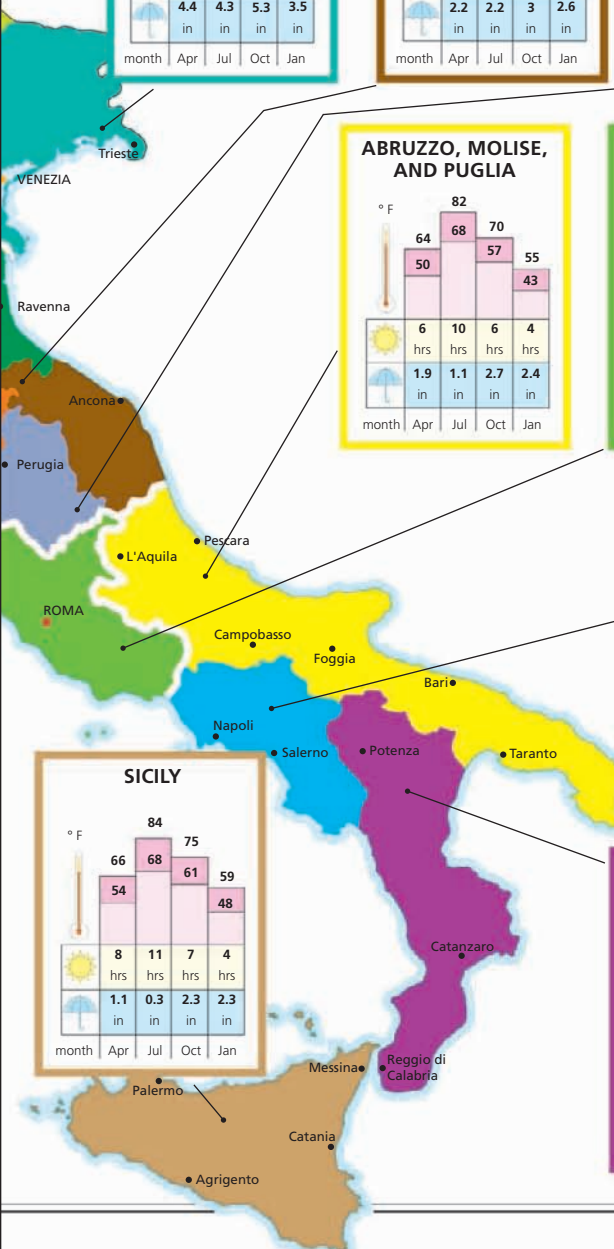 4.4 4.3 5.3 3.5
in in in in
month Apr Jul Oct Jan
2.2 2.2 3 2.6
in in in in
month Apr Jul Oct Jan
Trieste
VENEZIA
ABRUZZO, MOLISE,
AND PUGLIA
° F
82
64 68 70
50 57 55
43
6 10 6 4
hrs hrs hrs hrs
1.9 1.1 2.7 2.4
in in in in
month Apr Jul Oct Jan
Ravenna
Ancona
Perugia
Pescara
L'Aquila
ROMA
Campobasso
Foggia
Bari
Napoli
Salerno
Potenza
Taranto
SICILY
° F
84
66 68 75
54 61 59
48
8 11 7 4
hrs hrs hrs hrs
1.1 0.3 2.3 2.3
in in in in
month Apr Jul Oct Jan
Catanzaro
Messina
Reggio di
Calabria
Palermo
Catania
Agrigento